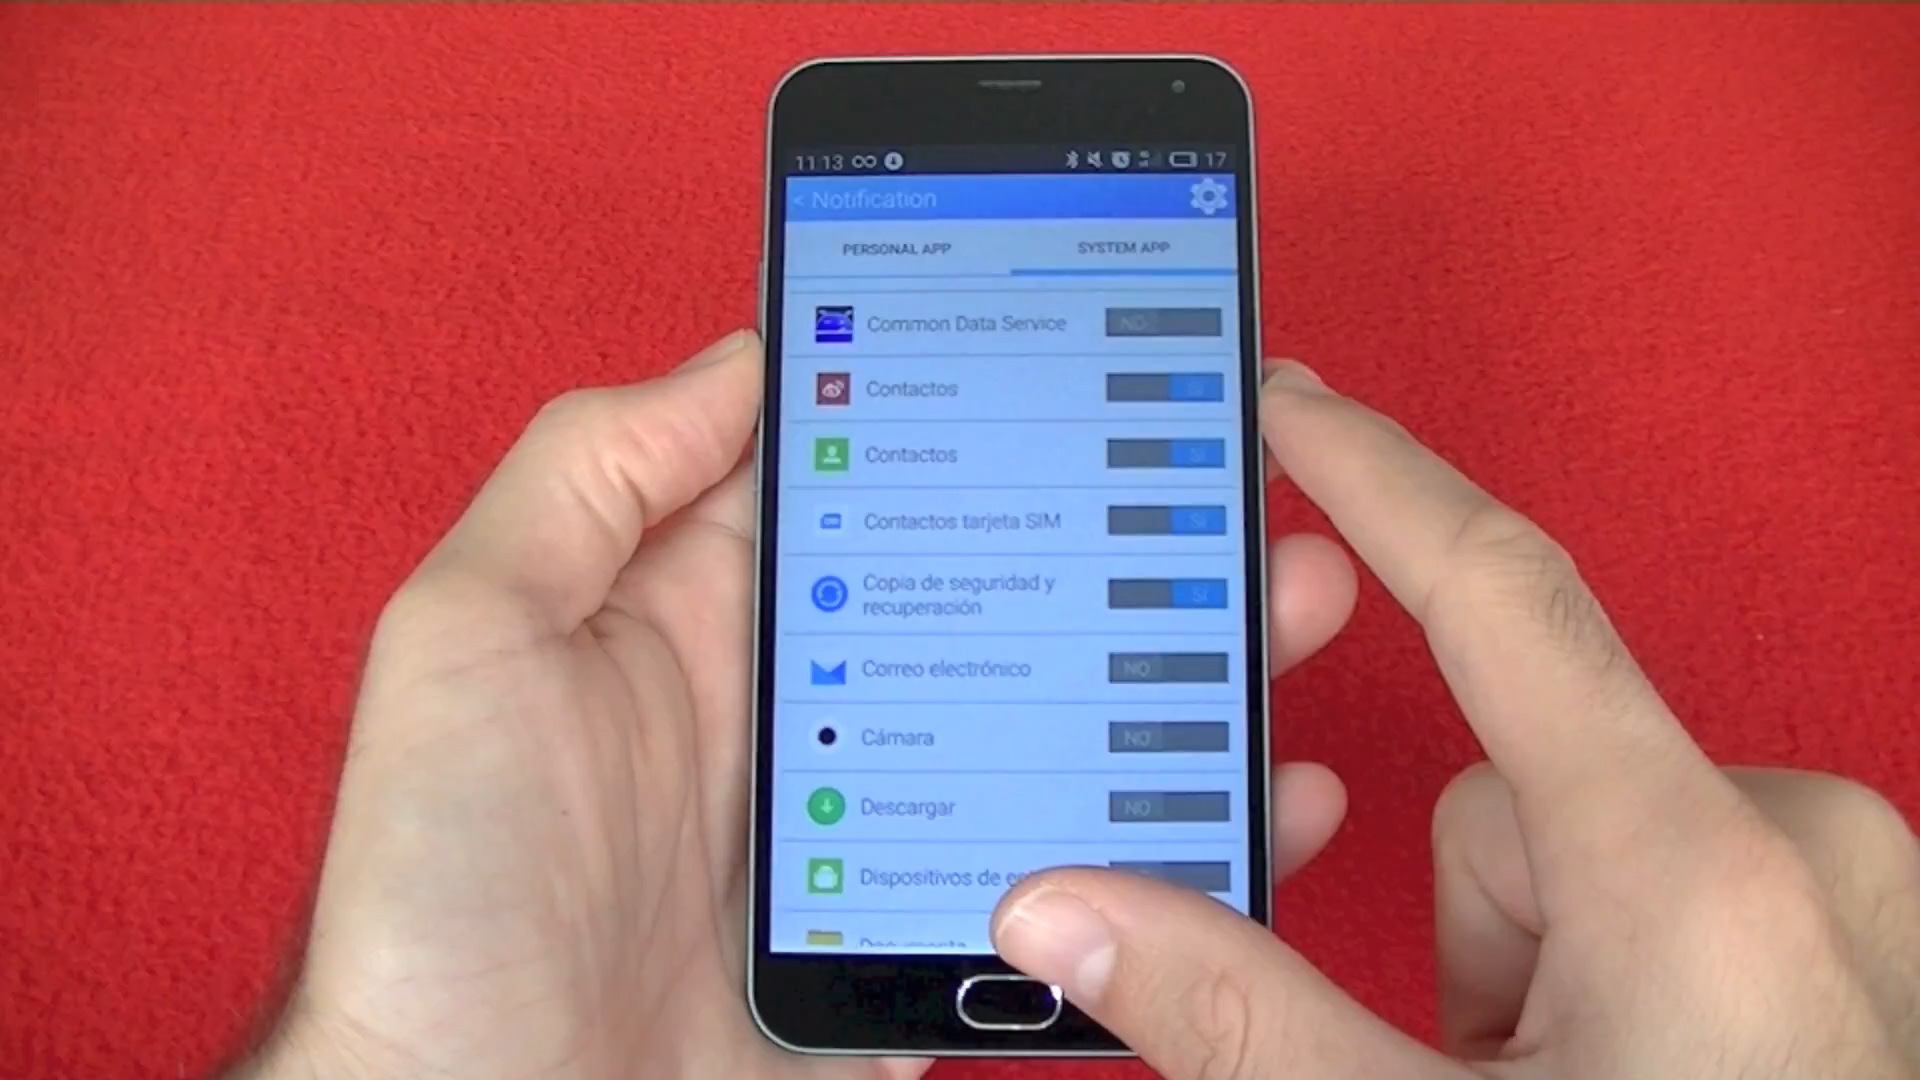 11:13 17
< Notification
PERSONAL APP SYSTEM APP
Common Data Service NO
Contactos SÍ
Contactos SÍ
Contactos tarjeta SIM SÍ
Copia de seguridad y
recuperación SÍ
Correo electrónico NO
Cámara NO
Descargar NO
Dispositivos de